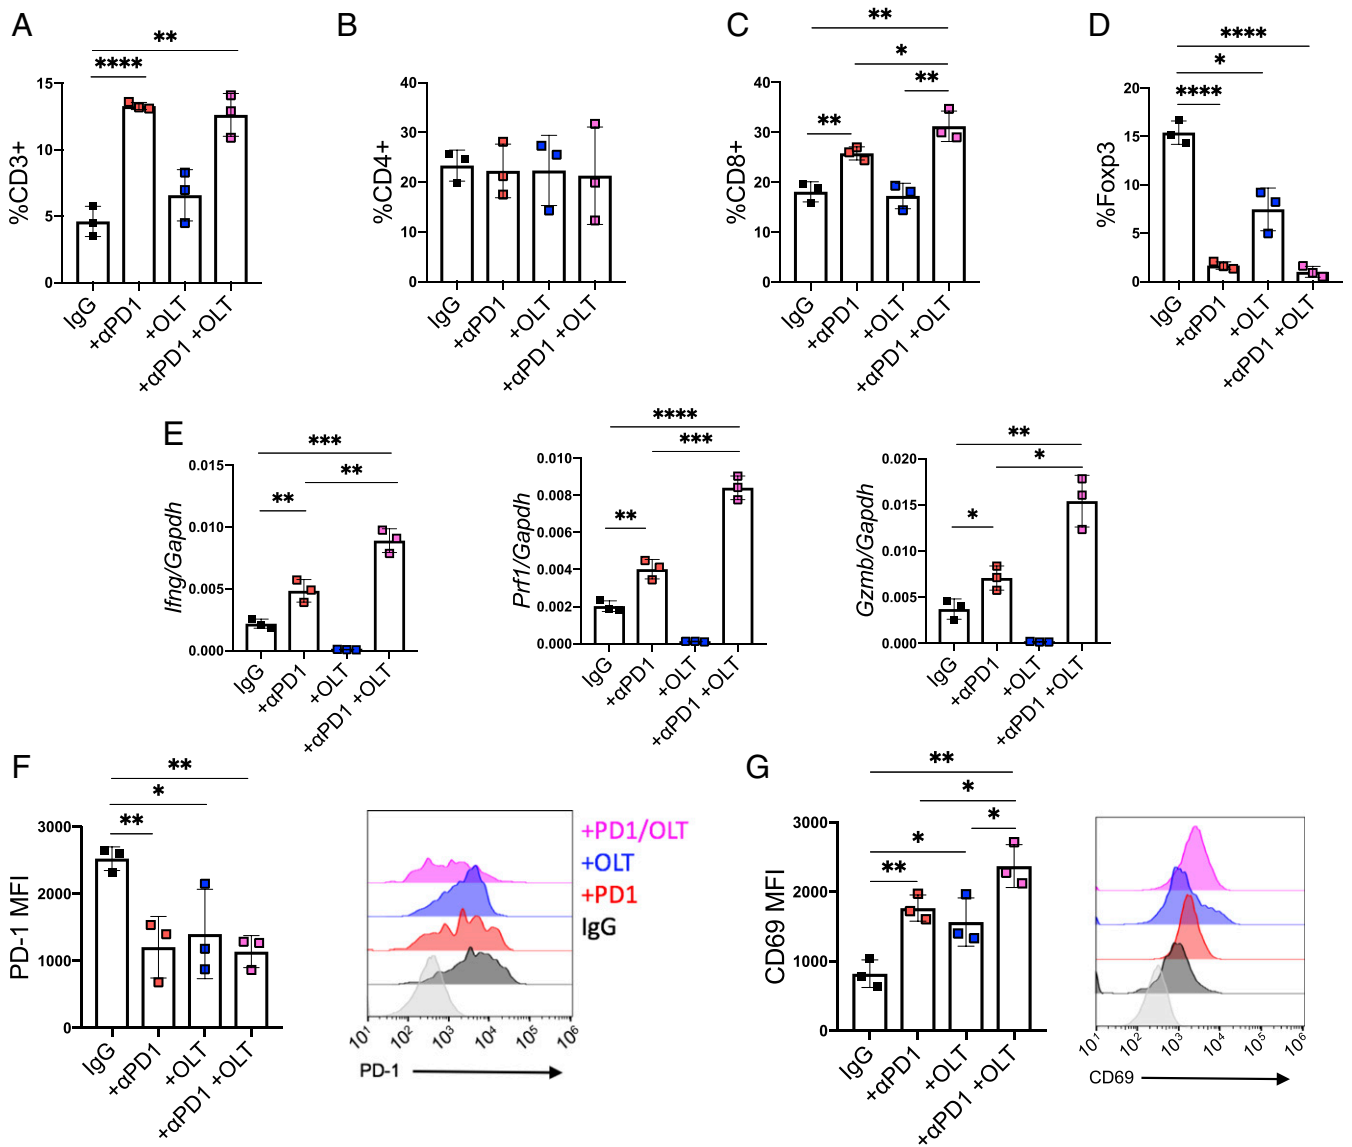 A
B
C
D
**
****
**
*
**
**
****
*
****
%CD3+
15
10
5
0
IgG
+αPD1
+OLT
+αPD1 +OLT
%CD4+
40
30
20
10
0
IgG
+αPD1
+OLT
+αPD1 +OLT
%CD8+
40
30
20
10
0
IgG
+αPD1
+OLT
+αPD1 +OLT
%Foxp3
20
15
10
5
0
IgG
+αPD1
+OLT
+αPD1 +OLT
E
***
**
**
Ifng/Gapdh
0.015
0.010
0.005
0.000
IgG
+αPD1
+OLT
+αPD1 +OLT
****
***
**
Prf1/Gapdh
0.010
0.008
0.006
0.004
0.002
0.000
IgG
+αPD1
+OLT
+αPD1 +OLT
**
*
*
Gzmb/Gapdh
0.020
0.015
0.010
0.005
0.000
IgG
+αPD1
+OLT
+αPD1 +OLT
F
**
*
**
PD-1 MFI
3000
2000
1000
0
IgG
+αPD1
+OLT
+αPD1 +OLT
+PD1/OLT
+OLT
+PD1
IgG
10¹ 10² 10³ 10⁴ 10⁵ 10⁶
PD-1
G
**
*
*
*
**
CD69 MFI
3000
2000
1000
0
IgG
+αPD1
+OLT
+αPD1 +OLT
10¹ 10² 10³ 10⁴ 10⁵ 10⁶
CD69